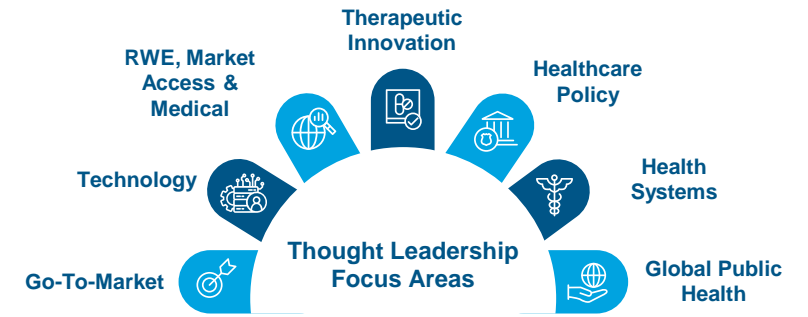 Therapeutic
Innovation
RWE, Market
Access &
Medical
Healthcare
Policy
Technology
Health
Systems
Go-To-Market
Thought Leadership
Focus Areas
Global Public
Health